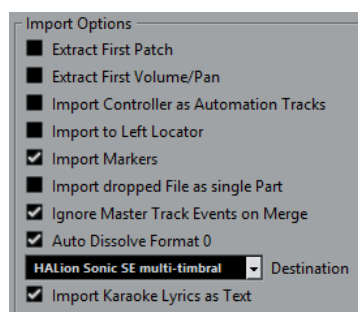 Import Options
Extract First Patch
Extract First Volume/Pan
Import Controller as Automation Tracks
Import to Left Locator
Import Markers
Import dropped File as single Part
Ignore Master Track Events on Merge
Auto Dissolve Format 0
HALion Sonic SE multi-timbral Destination
Import Karaoke Lyrics as Text